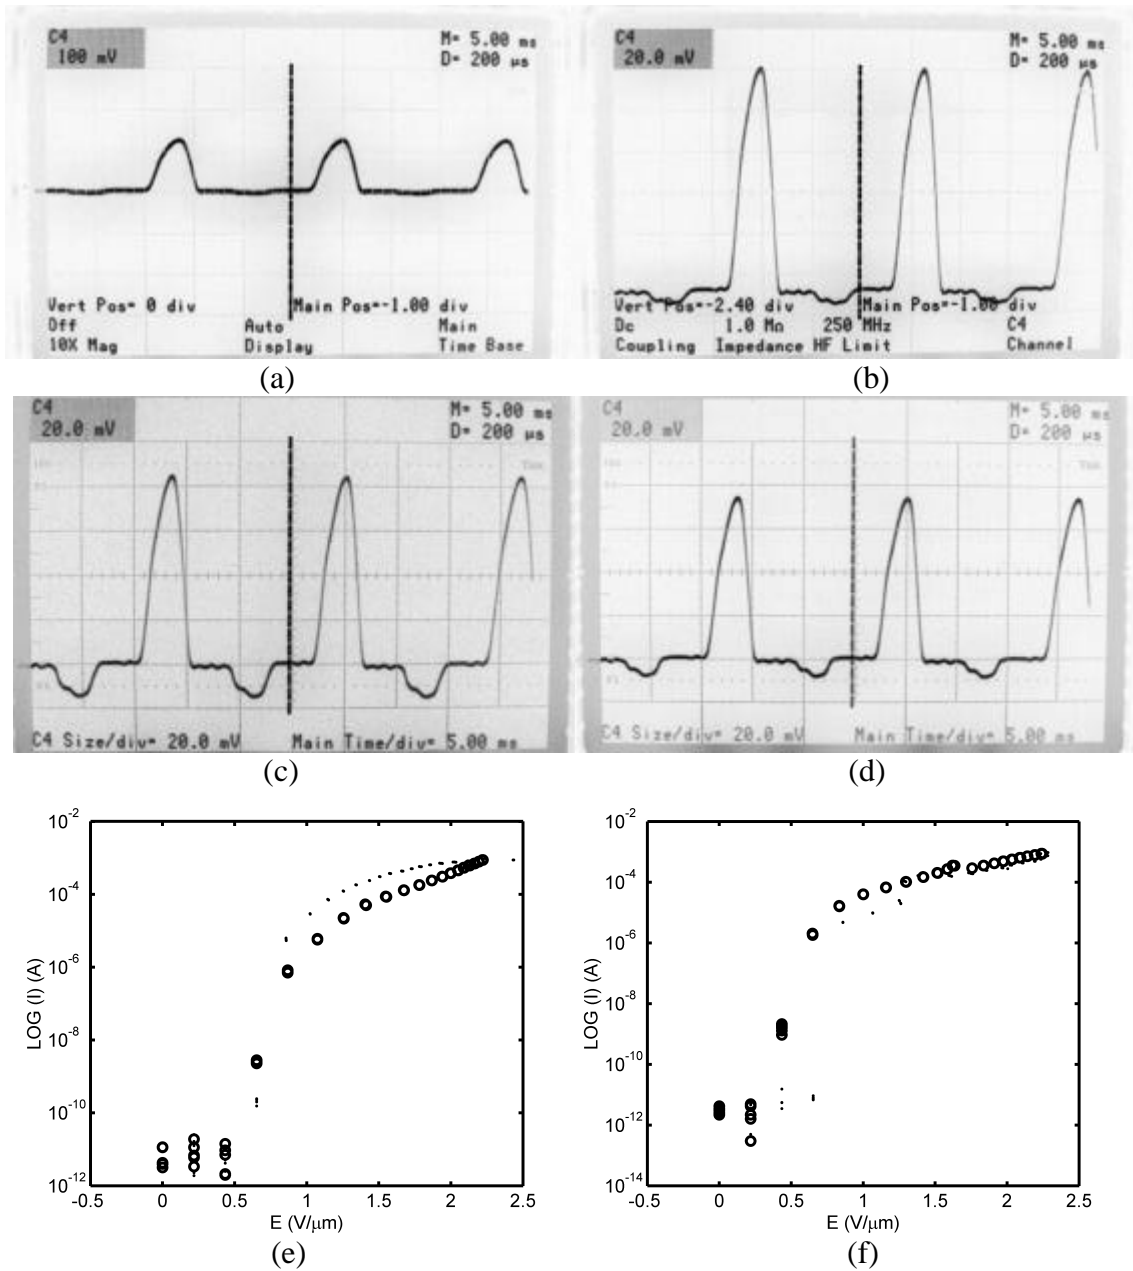 C4
100 mV
M= 5.00 ms
D= 200 µs
Vert Pos= 0 div
Main Pos=-1.00 div
Off
Auto
Main
10X Mag
Display
Time Base
(a)
C4
20.0 mV
M= 5.00 ms
D= 200 µs
Vert Pos=-2.40 div
Main Pos=-1.00 div
Dc
1.0 MΩ
250 MHz
C4
Coupling
Impedance
HF Limit
Channel
(b)
C4
20.0 mV
M= 5.00 ms
D= 200 µs
C4 Size/div= 20.0 mV
Main Time/div= 5.00 ms
(c)
C4
20.0 mV
M= 5.00 ms
D= 200 µs
C4 Size/div= 20.0 mV
Main Time/div= 5.00 ms
(d)
10^-2
10^-4
10^-6
10^-8
10^-10
10^-12
LOG (I) (A)
-0.5 0 0.5 1 1.5 2 2.5
E (V/µm)
(e)
10^-2
10^-4
10^-6
10^-8
10^-10
10^-12
10^-14
LOG (I) (A)
-0.5 0 0.5 1 1.5 2 2.5
E (V/µm)
(f)